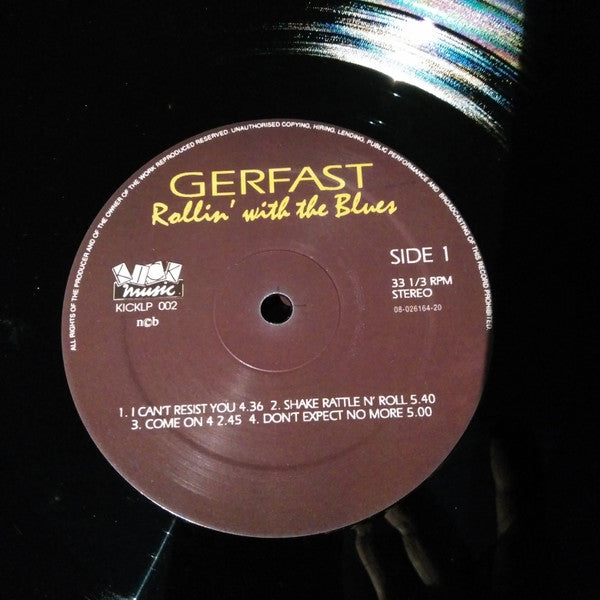 ALL RIGHTS OF THE PRODUCER AND OF THE OWNER OF THE WORK REPRODUCED RESERVED. UNAUTHORISED COPYING, HIRING, LENDING, PUBLIC PERFORMANCE AND BROADCASTING OF THIS RECORD PROHIBITED.
GERFAST
Rollin' with the Blues
SIDE 1
KICK
music
KICKLP 002
n©b
33 1/3 RPM
STEREO
08-026164-20
1. I CAN'T RESIST YOU 4.36 2. SHAKE RATTLE N' ROLL 5.40
3. COME ON 4 2.45 4. DON'T EXPECT NO MORE 5.00